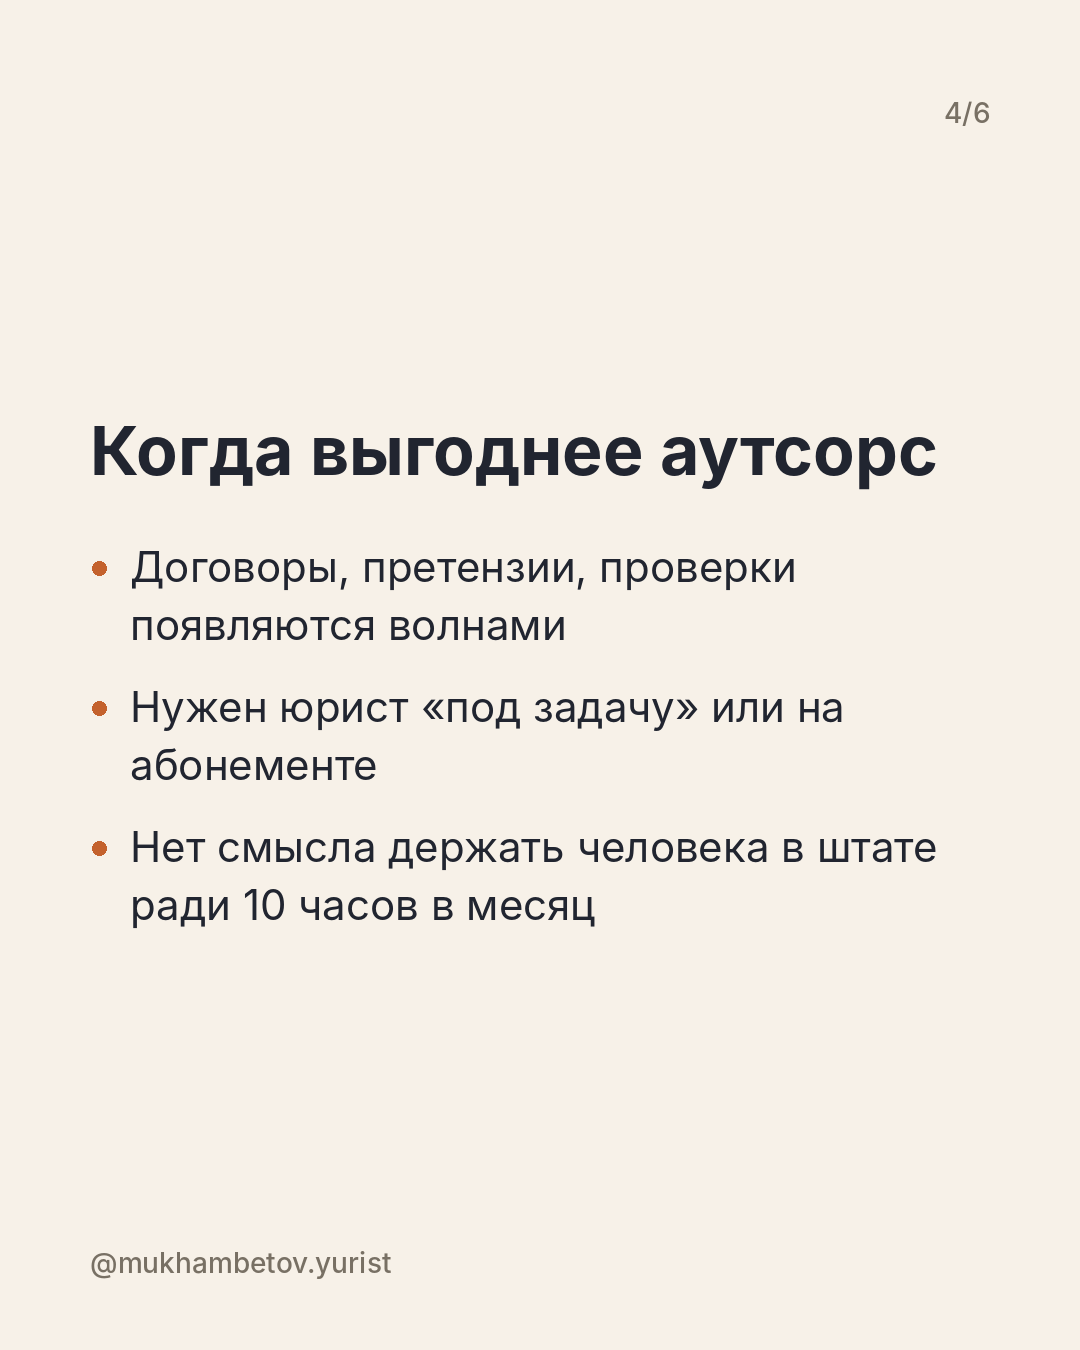 4/6
Когда выгоднее аутсорс
• Договоры, претензии, проверки
появляются волнами
• Нужен юрист «под задачу» или на
абонементе
• Нет смысла держать человека в штате
ради 10 часов в месяц
@mukhambetov.yurist